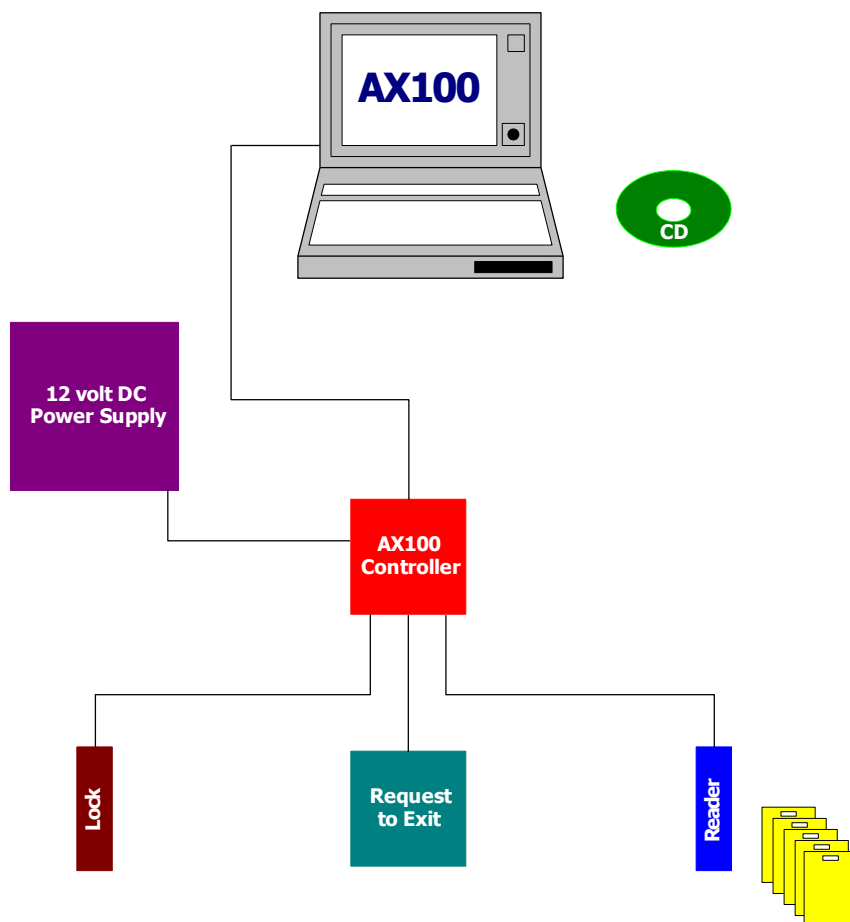 AX100
CD
12 volt DC
Power Supply
AX100
Controller
Lock
Request
to Exit
Reader